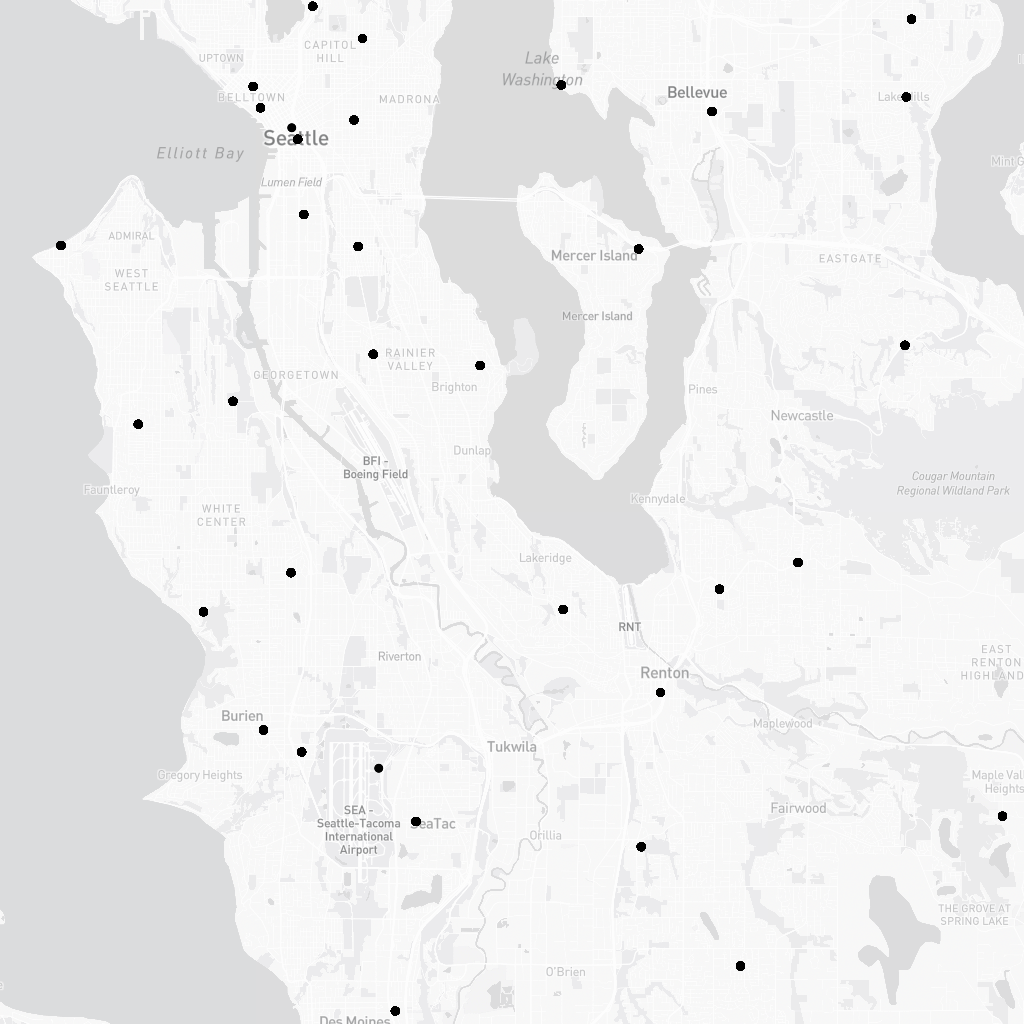 CAPITOL
HILL
UPTOWN
Lake
Washington
Bellevue
BELLTOWN
MADRONA
Seattle
Elliott Bay
Lumen Field
ADMIRAL
WEST
SEATTLE
Mercer Island
EASTGATE
Mercer Island
RAINIER
VALLEY
GEORGETOWN
Brighton
Pines
Newcastle
Dunlap
BFI -
Boeing Field
Cougar Mountain
Regional Wildland Park
Fauntleroy
Kennydale
WHITE
CENTER
Lakeridge
RNT
Riverton
Renton
EAST
RENTON
HIGHLAND
Burien
Maplewood
Tukwila
Gregory Heights
Maple Val
Heights
SEA -
Seattle-Tacoma
International
Airport
SeaTac
Fairwood
Orillia
THE GROVE AT
SPRING LAKE
O'Brien
Des Moines